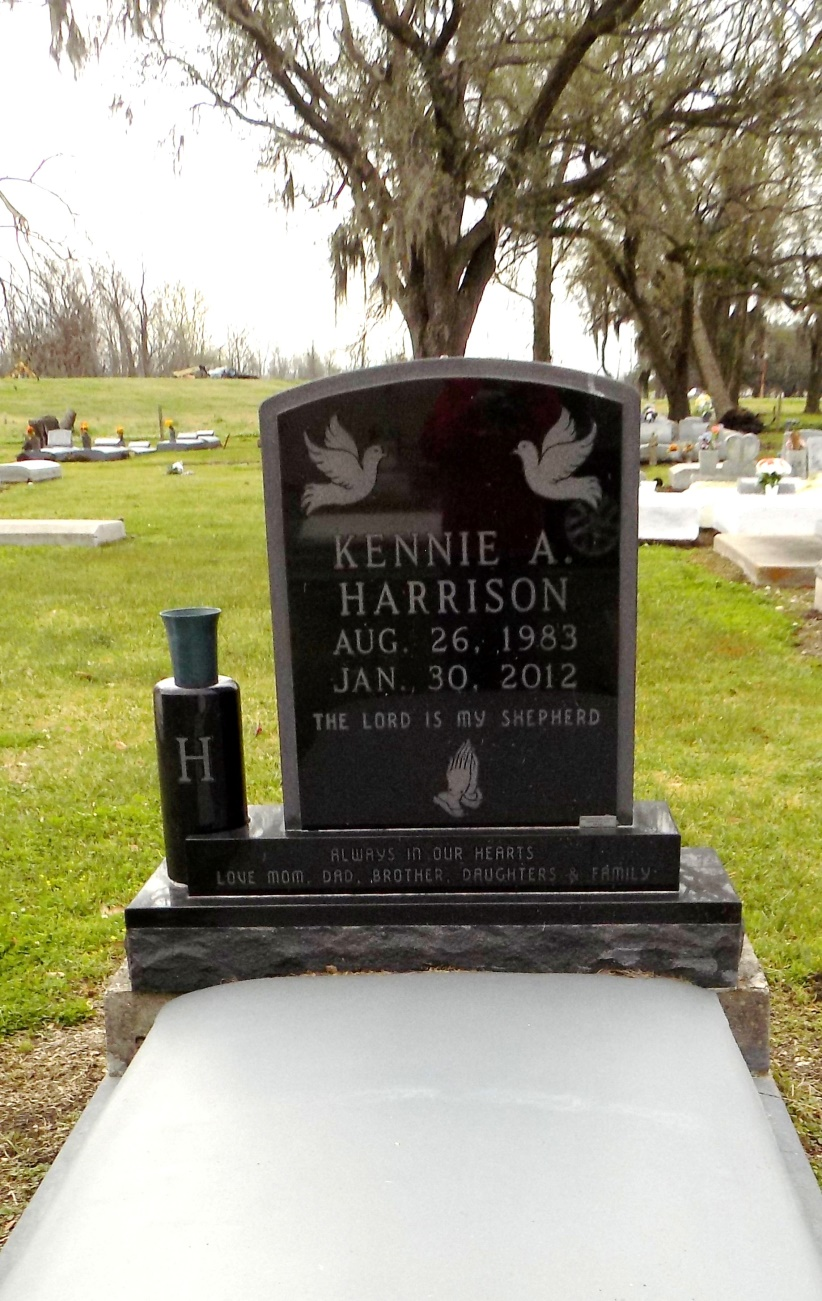 KENNIE A.
HARRISON
AUG. 26, 1983
JAN. 30, 2012
THE LORD IS MY SHEPHERD
H
ALWAYS IN OUR HEARTS
LOVE MOM, DAD, BROTHER, DAUGHTERS & FAMILY